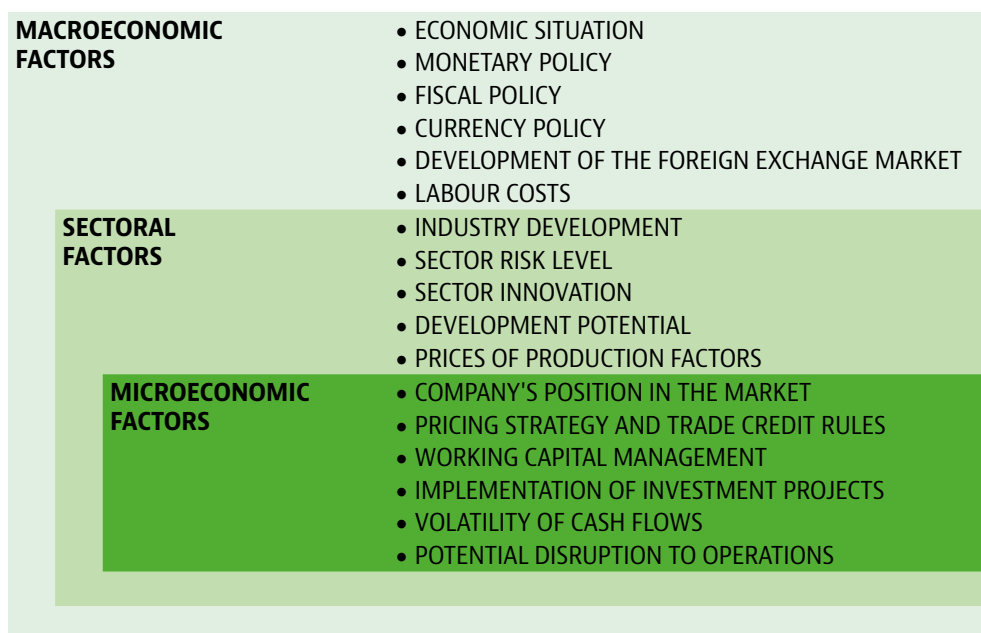 MACROECONOMIC
FACTORS
• ECONOMIC SITUATION
• MONETARY POLICY
• FISCAL POLICY
• CURRENCY POLICY
• DEVELOPMENT OF THE FOREIGN EXCHANGE MARKET
• LABOUR COSTS
SECTORAL
FACTORS
• INDUSTRY DEVELOPMENT
• SECTOR RISK LEVEL
• SECTOR INNOVATION
• DEVELOPMENT POTENTIAL
• PRICES OF PRODUCTION FACTORS
MICROECONOMIC
FACTORS
• COMPANY'S POSITION IN THE MARKET
• PRICING STRATEGY AND TRADE CREDIT RULES
• WORKING CAPITAL MANAGEMENT
• IMPLEMENTATION OF INVESTMENT PROJECTS
• VOLATILITY OF CASH FLOWS
• POTENTIAL DISRUPTION TO OPERATIONS